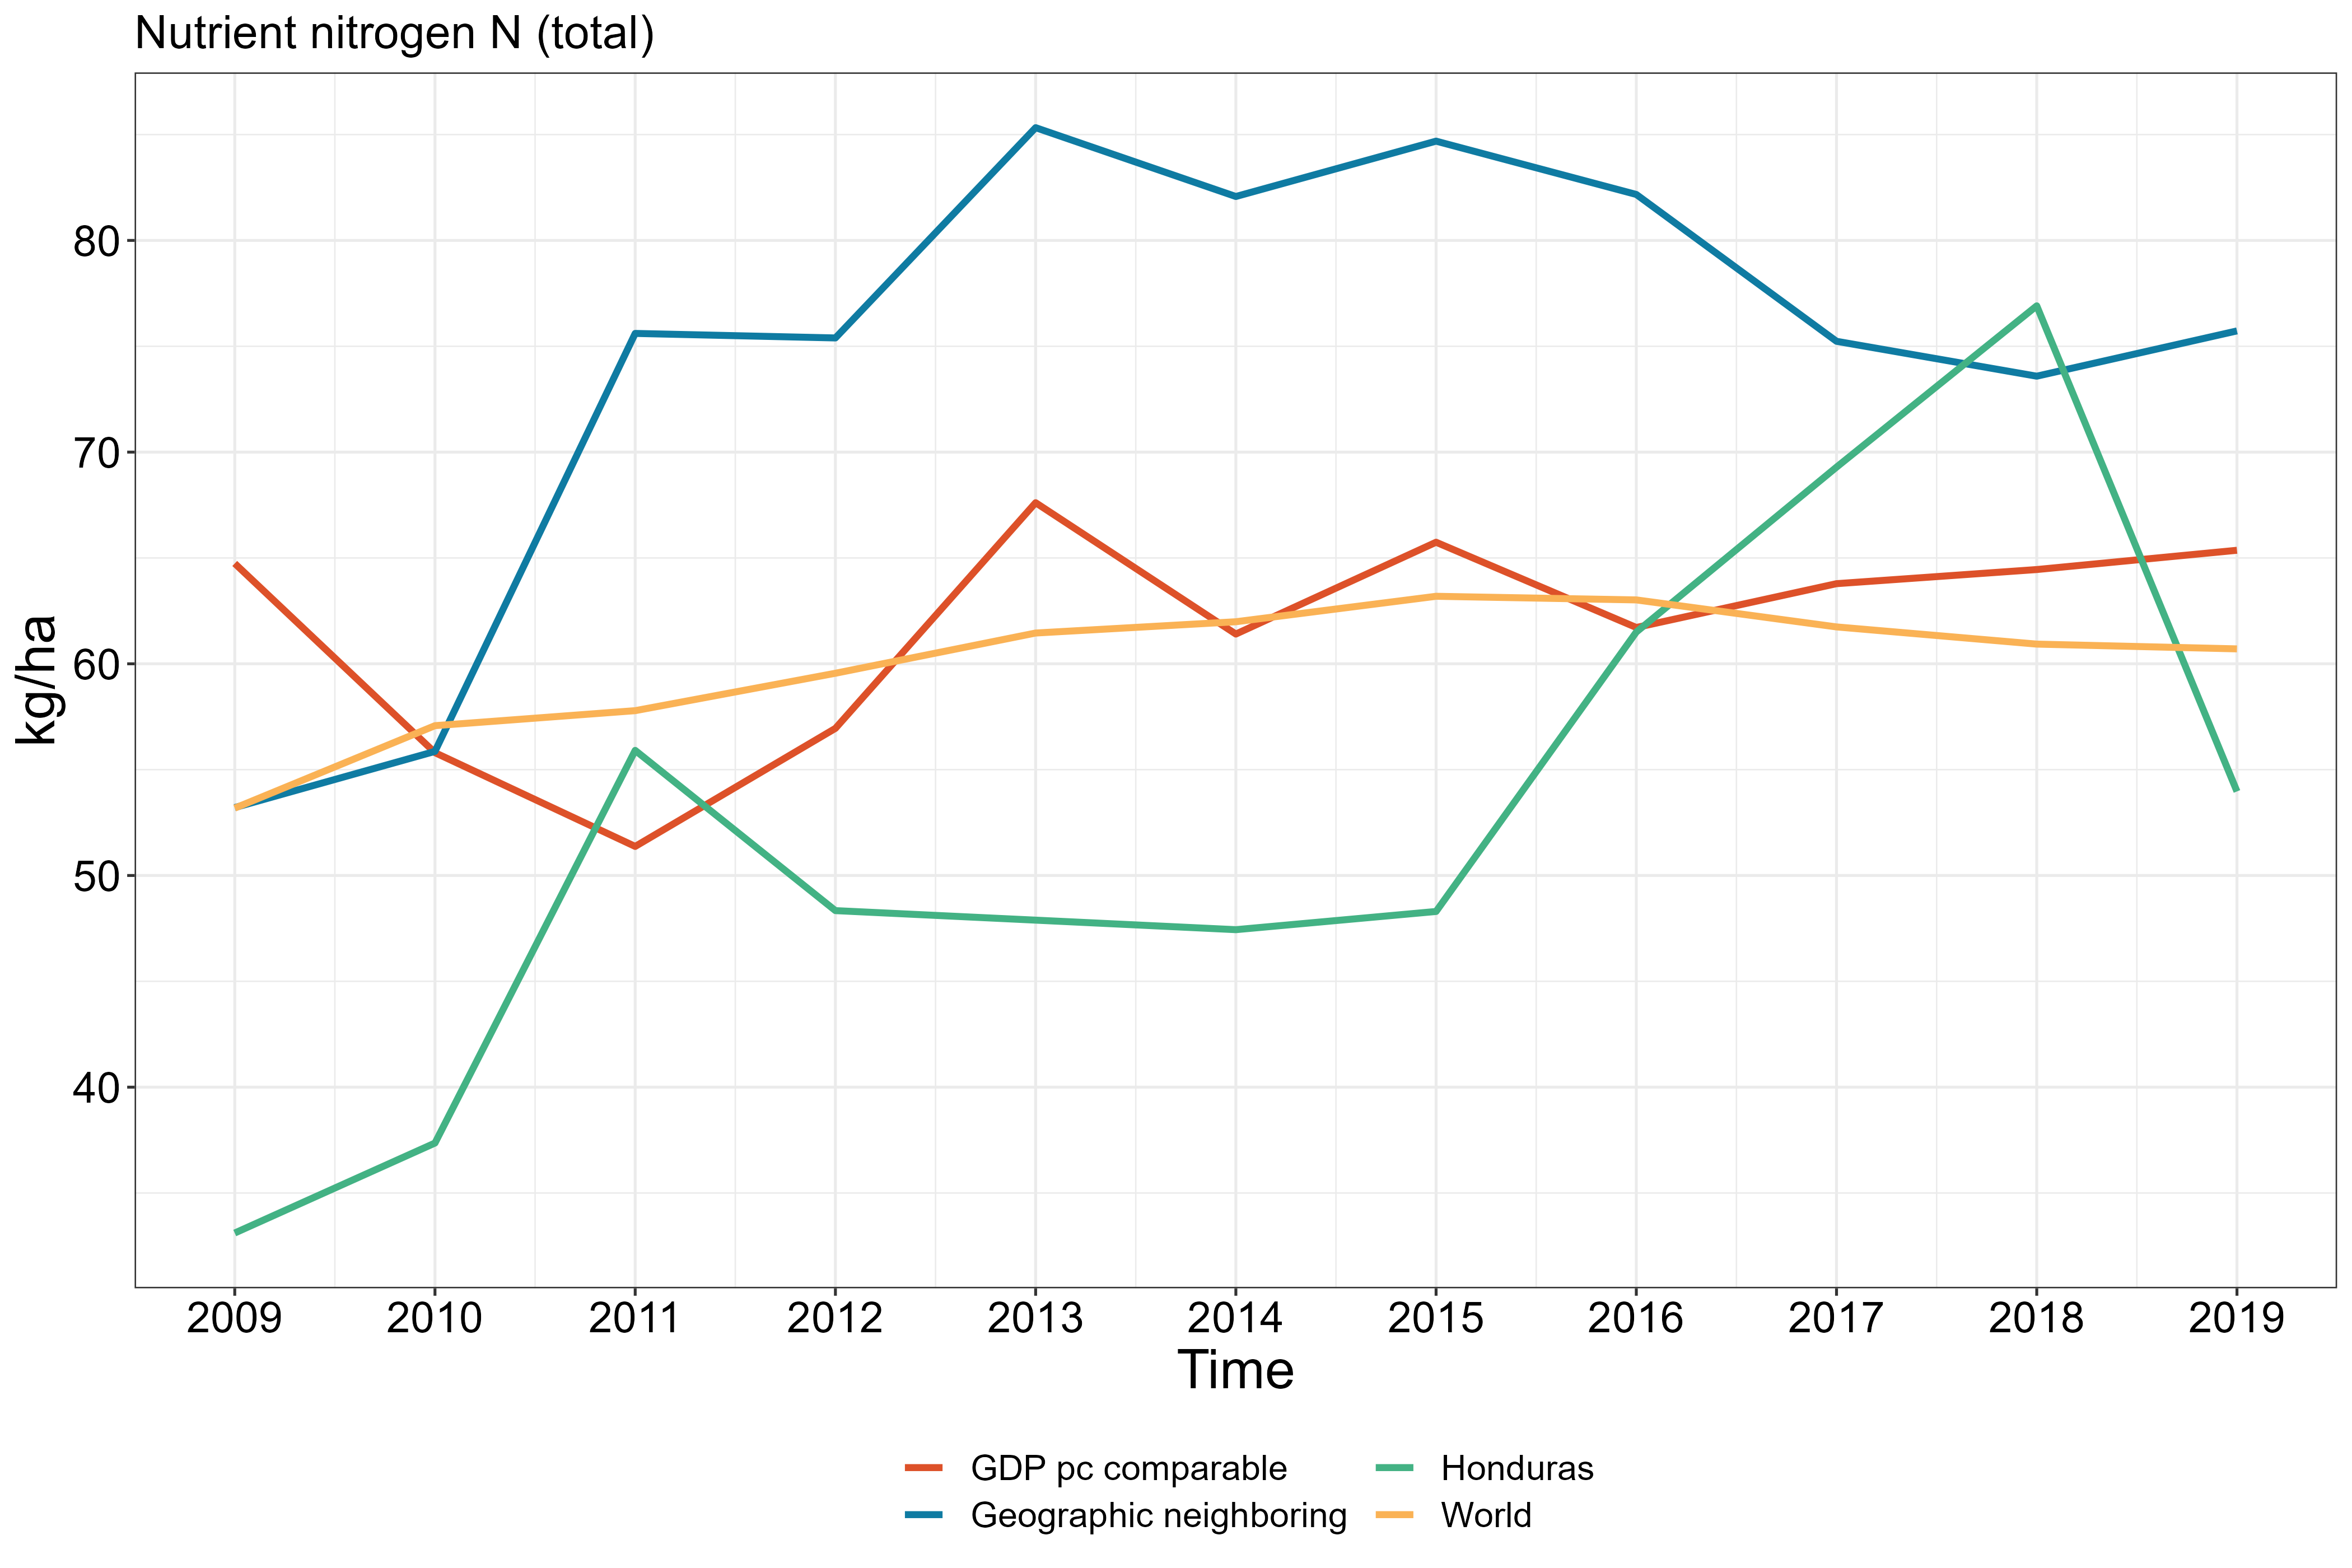 Nutrient nitrogen N (total)
kg/ha
80
70
60
50
40
2009 2010 2011 2012 2013 2014 2015 2016 2017 2018 2019
Time
GDP pc comparable
Geographic neighboring
Honduras
World